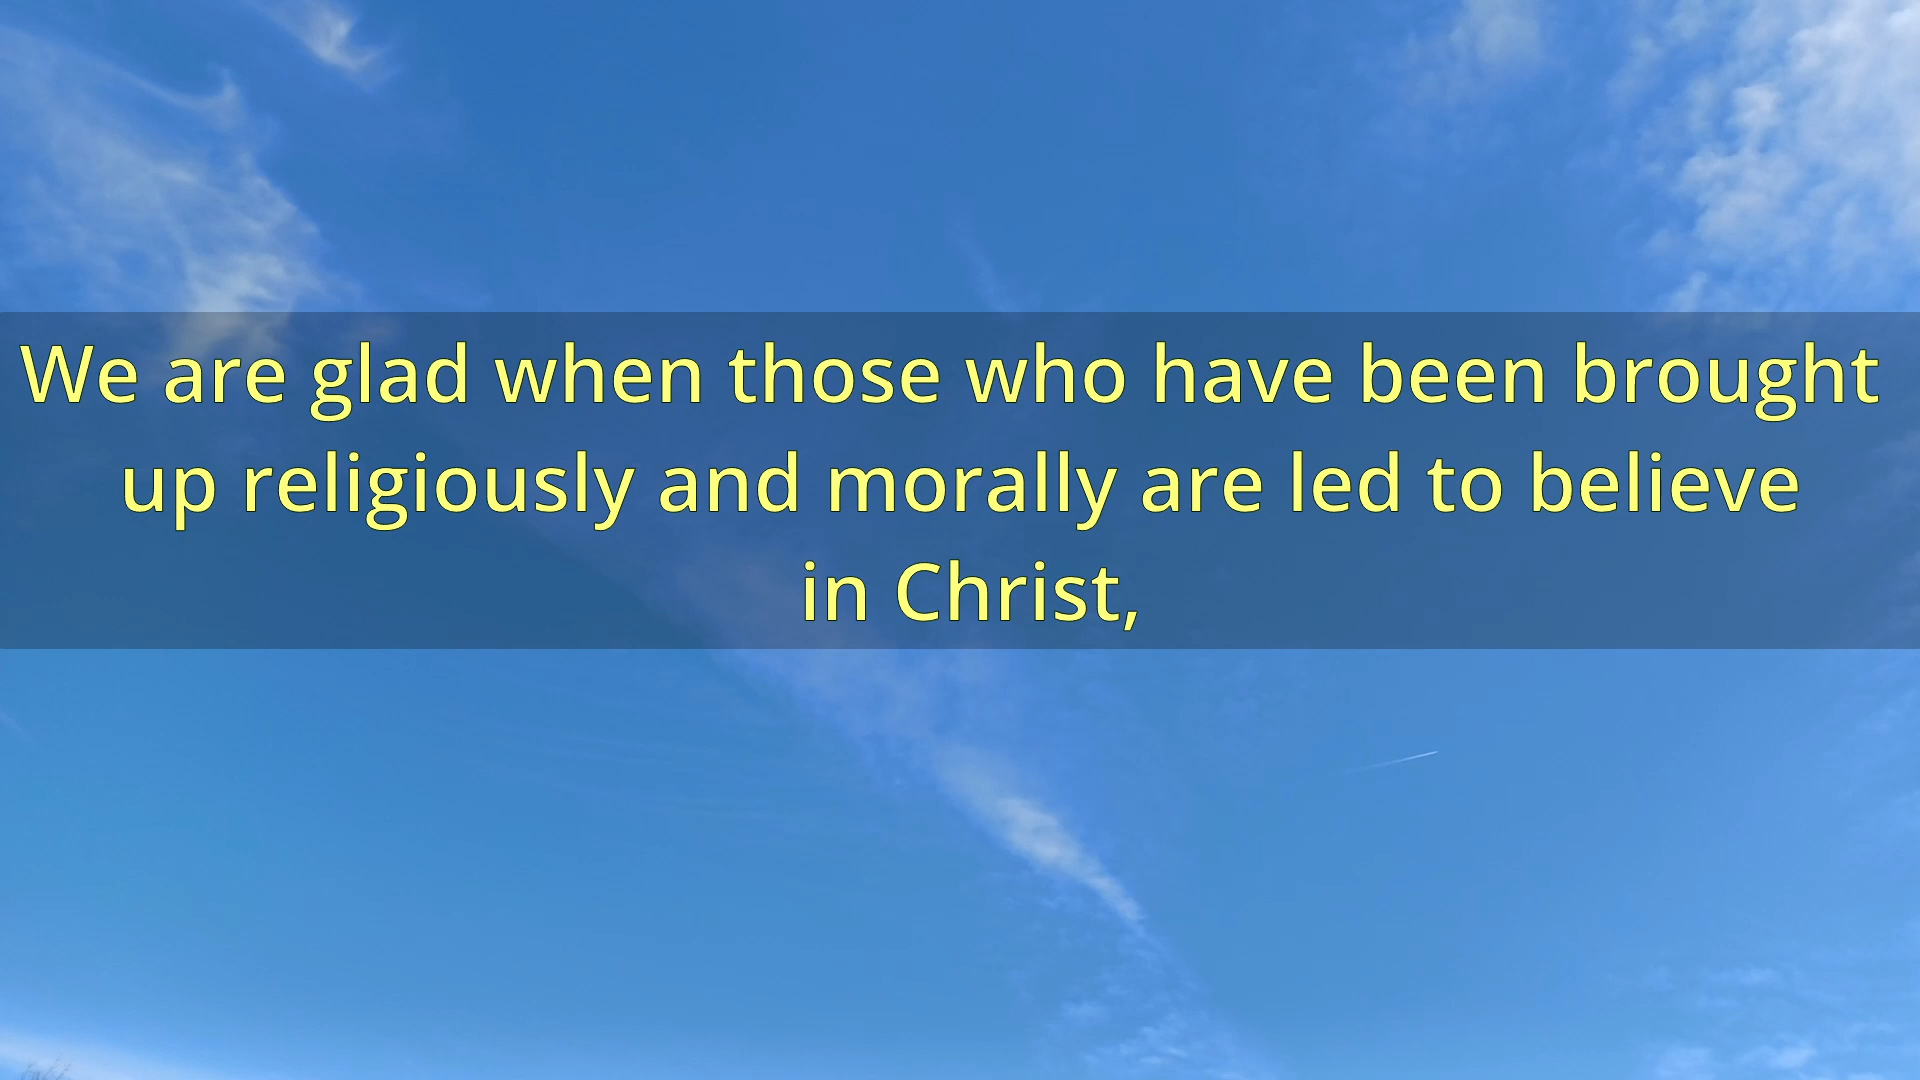 We are glad when those who have been brought
up religiously and morally are led to believe
in Christ,